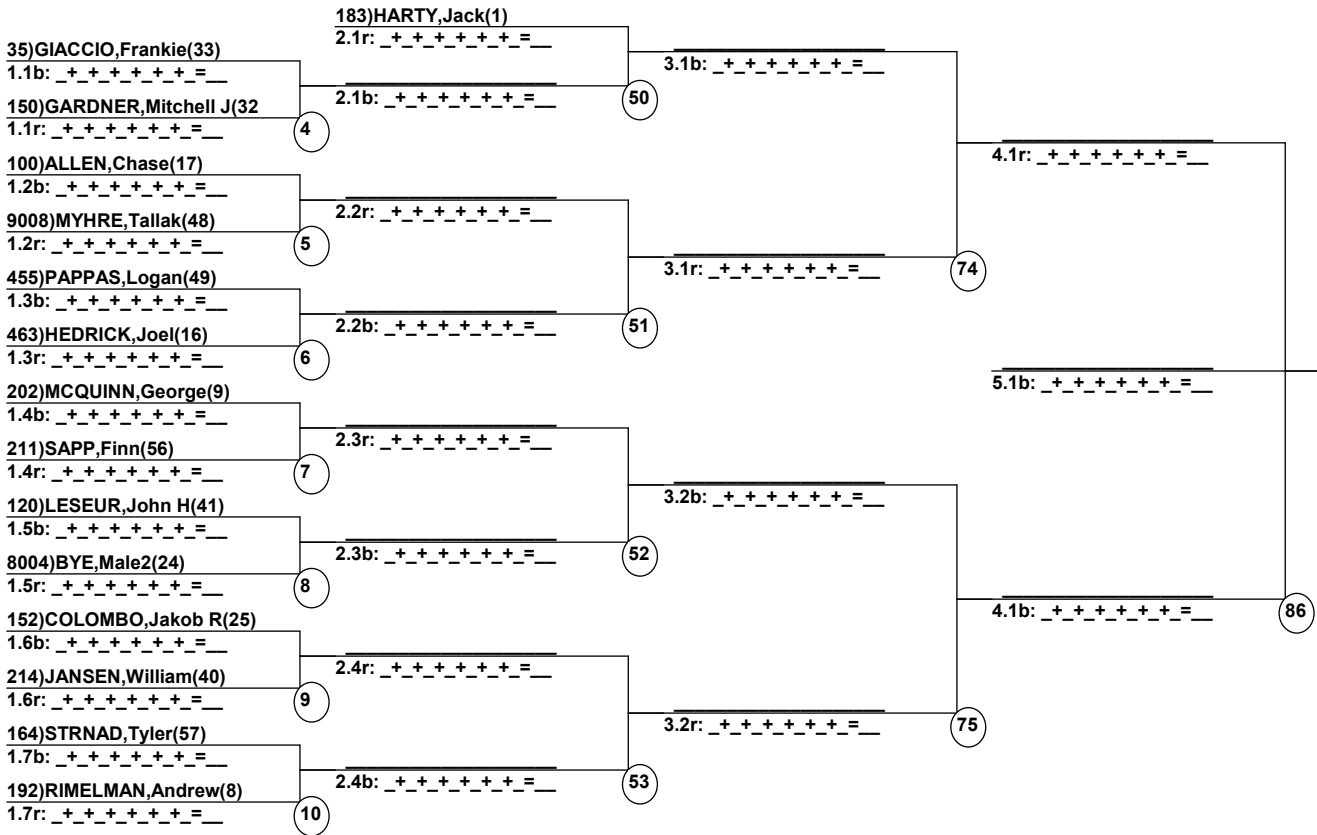 183)HARTY,Jack(1)
2.1r: _+_+_+_+_+_=__
35)GIACCIO,Frankie(33)
1.1b: _+_+_+_+_+_=__
3.1b: _+_+_+_+_+_=__
2.1b: _+_+_+_+_+_=__
50
150)GARDNER,Mitchell J(32
1.1r: _+_+_+_+_+_=__
4
4.1r: _+_+_+_+_+_=__
100)ALLEN,Chase(17)
1.2b: _+_+_+_+_+_=__
2.2r: _+_+_+_+_+_=__
9008)MYHRE,Tallak(48)
1.2r: _+_+_+_+_+_=__
5
3.1r: _+_+_+_+_+_=__
74
455)PAPPAS,Logan(49)
1.3b: _+_+_+_+_+_=__
2.2b: _+_+_+_+_+_=__
51
463)HEDRICK,Joel(16)
1.3r: _+_+_+_+_+_=__
6
5.1b: _+_+_+_+_+_=__
202)MCQUINN,George(9)
1.4b: _+_+_+_+_+_=__
2.3r: _+_+_+_+_+_=__
211)SAPP,Finn(56)
1.4r: _+_+_+_+_+_=__
7
3.2b: _+_+_+_+_+_=__
120)LESEUR,John H(41)
1.5b: _+_+_+_+_+_=__
2.3b: _+_+_+_+_+_=__
52
8004)BYE,Male2(24)
1.5r: _+_+_+_+_+_=__
8
4.1b: _+_+_+_+_+_=__
86
152)COLOMBO,Jakob R(25)
1.6b: _+_+_+_+_+_=__
2.4r: _+_+_+_+_+_=__
214)JANSEN,William(40)
1.6r: _+_+_+_+_+_=__
9
3.2r: _+_+_+_+_+_=__
75
164)STRNAD,Tyler(57)
1.7b: _+_+_+_+_+_=__
2.4b: _+_+_+_+_+_=__
53
192)RIMELMAN,Andrew(8)
1.7r: _+_+_+_+_+_=__
10